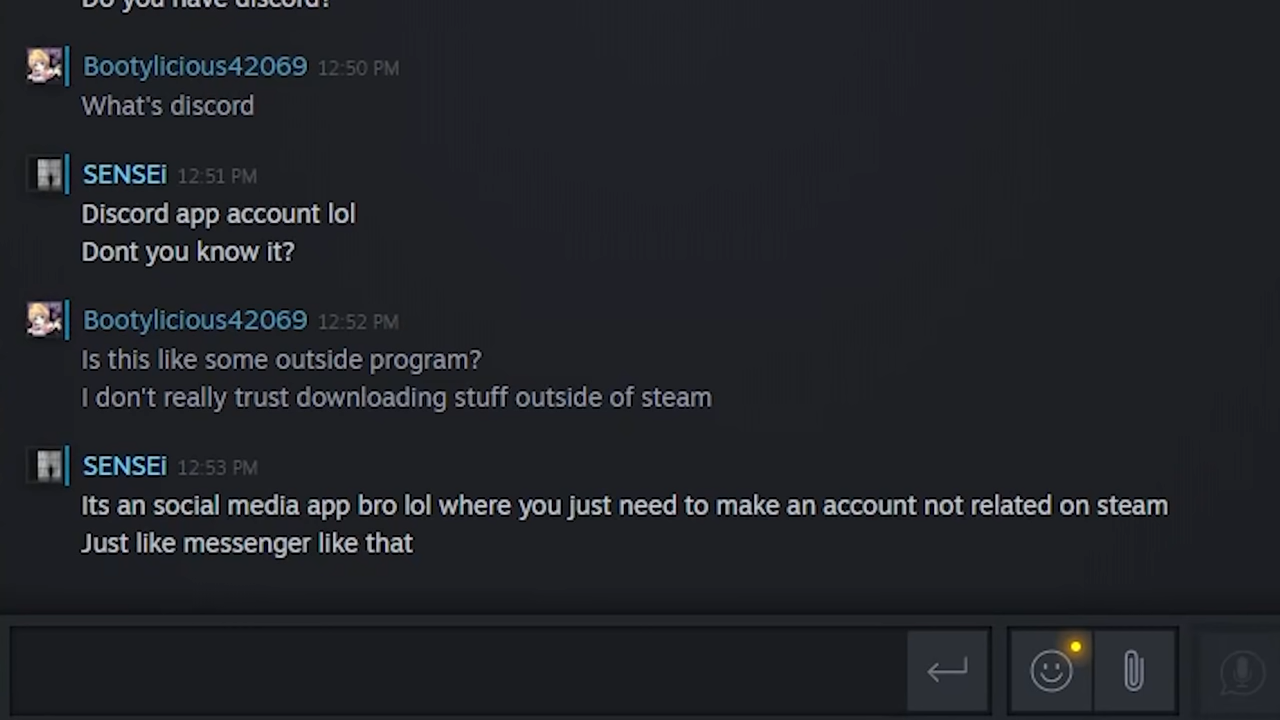 Do you have discord?
Bootylicious42069 12:50 PM
What's discord
SENSEi 12:51 PM
Discord app account lol
Dont you know it?
Bootylicious42069 12:52 PM
Is this like some outside program?
I don't really trust downloading stuff outside of steam
SENSEi 12:53 PM
Its an social media app bro lol where you just need to make an account not related on steam
Just like messenger like that